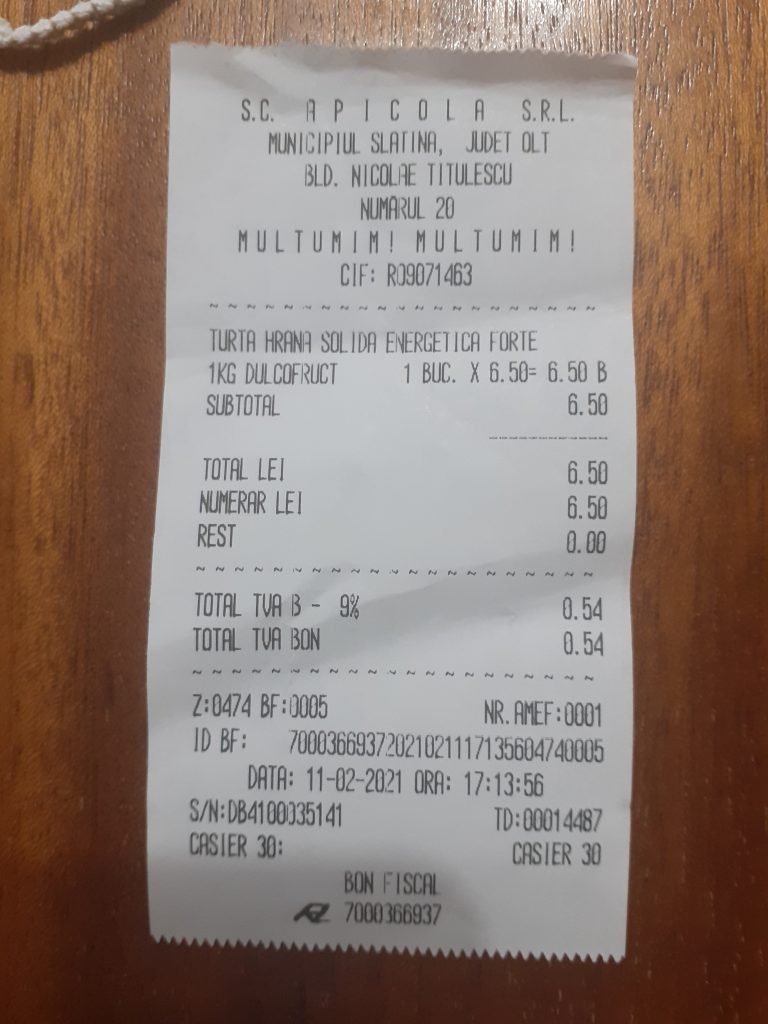 S.C. A P I C O L A S.R.L.
MUNICIPIUL SLATINA, JUDET OLT
BLD. NICOLAE TITULESCU
NUMARUL 20
M U L T U M I M ! M U L T U M I M !
CIF: RO9071463
~ ~ ~ ~ ~ ~ ~ ~ ~ ~ ~ ~ ~ ~ ~ ~ ~ ~ ~
TURTA HRANA SOLIDA ENERGETICA FORTE
1KG DULCOFRUCT 1 BUC. X 6.50= 6.50 B
SUBTOTAL 6.50
TOTAL LEI 6.50
NUMERAR LEI 6.50
REST 0.00
~ ~ ~ ~ ~ ~ ~ ~ ~ ~ ~ ~ ~ ~ ~ ~ ~ ~ ~
TOTAL TVA B - 9% 0.54
TOTAL TVA BON 0.54
~ ~ ~ ~ ~ ~ ~ ~ ~ ~ ~ ~ ~ ~ ~ ~ ~ ~ ~
Z:0474 BF:0005 NR.AMEF:0001
ID BF: 70003669372021021117135604740005
DATA: 11-02-2021 ORA: 17:13:56
S/N:DB4100035141 TD:00014487
CASIER 30: CASIER 30
BON FISCAL
7000366937